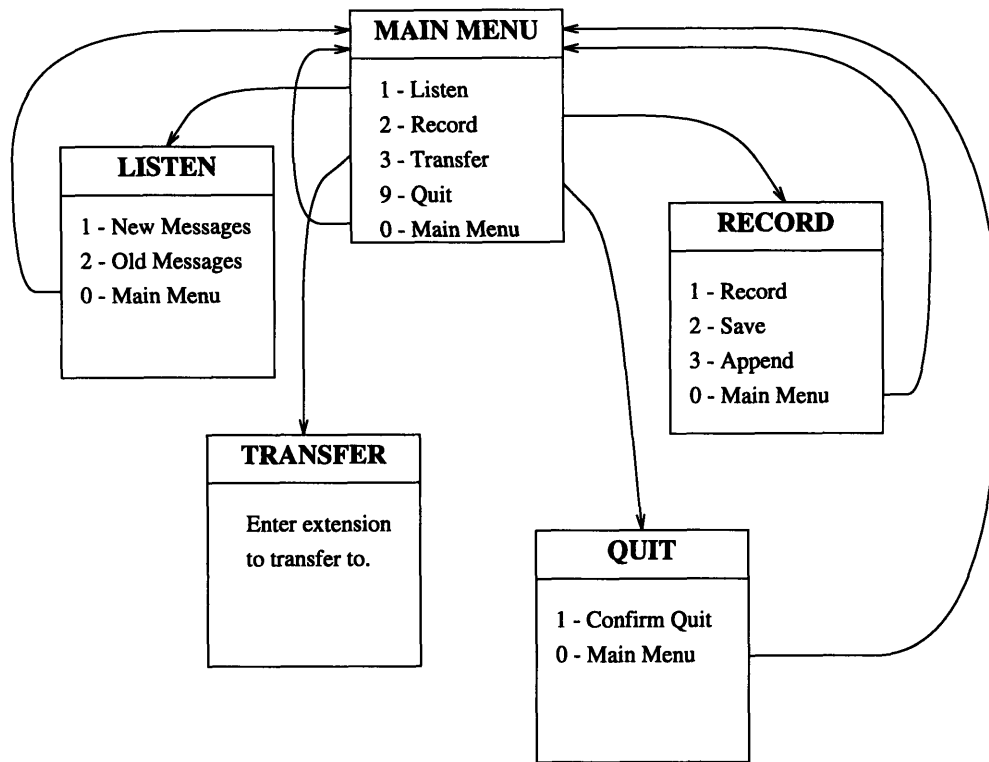 MAIN MENU
1 - Listen
2 - Record
3 - Transfer
9 - Quit
0 - Main Menu
LISTEN
1 - New Messages
2 - Old Messages
0 - Main Menu
RECORD
1 - Record
2 - Save
3 - Append
0 - Main Menu
TRANSFER
Enter extension
to transfer to.
QUIT
1 - Confirm Quit
0 - Main Menu